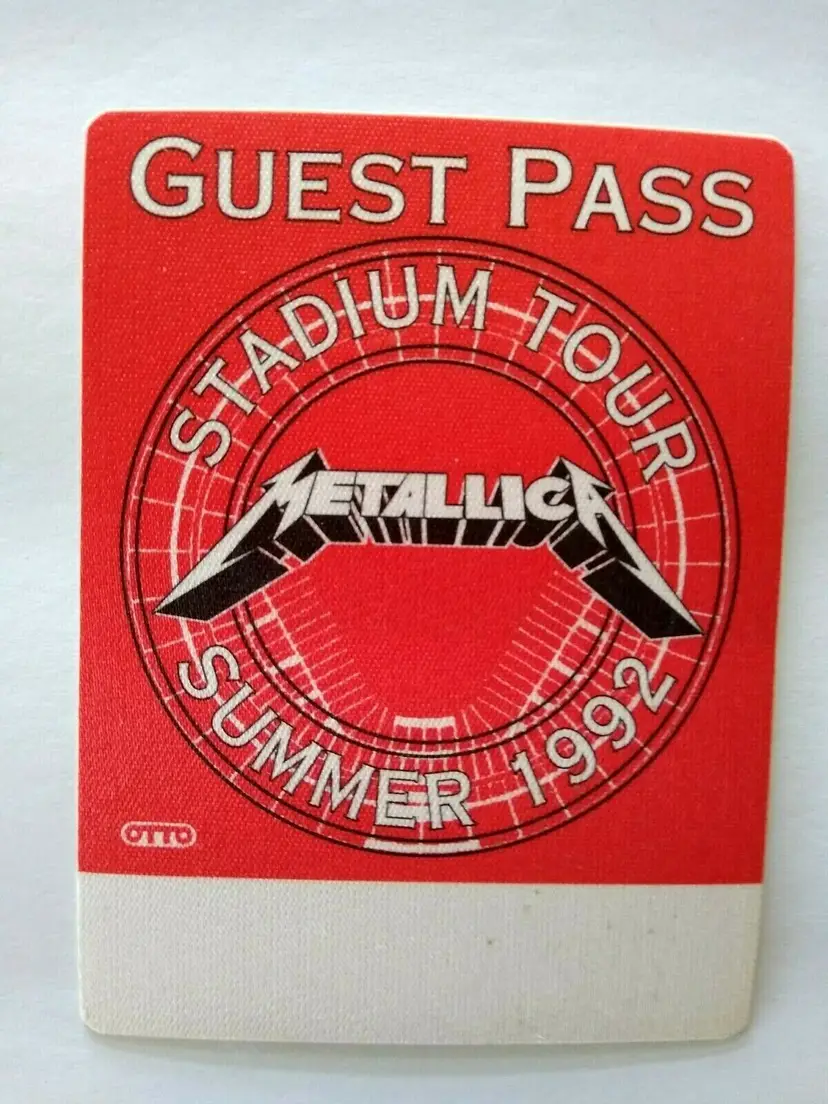 GUEST PASS
STADIUM TOUR
METALLICA
SUMMER 1992
OTTO